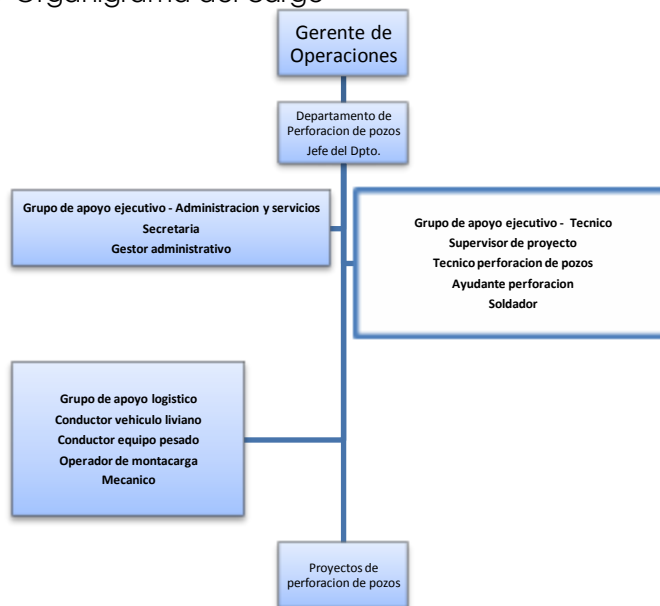 Organigrama del cargo
Gerente de
Operaciones
Departamento de
Perforacion de pozos
Jefe del Dpto.
Grupo de apoyo ejecutivo - Administracion y servicios
Secretaria
Gestor administrativo
Grupo de apoyo ejecutivo - Tecnico
Supervisor de proyecto
Tecnico perforacion de pozos
Ayudante perforacion
Soldador
Grupo de apoyo logistico
Conductor vehiculo liviano
Conductor equipo pesado
Operador de montacarga
Mecanico
Proyectos de
perforacion de pozos